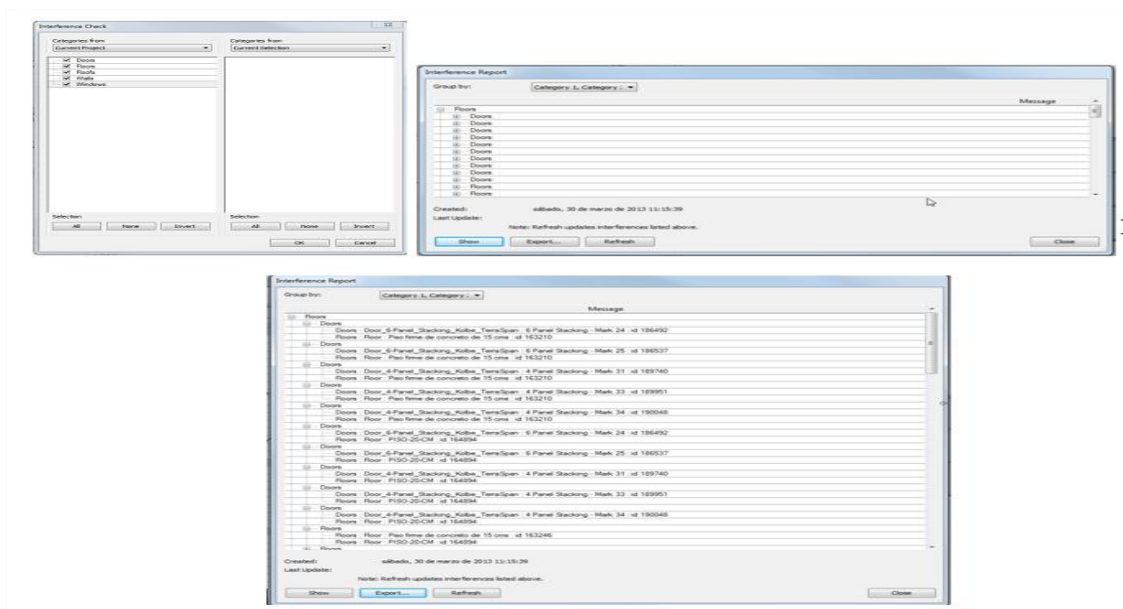 Interference Check
Categories from
Current Project
Doors
Floors
Roofs
Walls
Windows
Selection
All None Invert
Categories from
Current Selection
Selection
All None Invert
OK Cancel
Interference Report
Group by: Category 1, Category :
Message
Floors
Doors
Doors
Doors
Doors
Doors
Doors
Doors
Doors
Doors
Doors
Floors
Floors
Created: sábado, 30 de marzo de 2013 11:15:39
Last Update:
Note: Refresh updates interferences listed above.
Show Export... Refresh Close
Interference Report
Group by: Category 1, Category :
Message
Floors
Doors
Doors : Door_6-Panel_Stacking_Kolbe_TerraSpan : 6 Panel Stacking - Mark 24 : id 186492
Floors : Floor : Piso firme de concreto de 15 cms : id 163210
Doors
Doors : Door_6-Panel_Stacking_Kolbe_TerraSpan : 6 Panel Stacking - Mark 25 : id 186537
Floors : Floor : Piso firme de concreto de 15 cms : id 163210
Doors
Doors : Door_4-Panel_Stacking_Kolbe_TerraSpan : 4 Panel Stacking - Mark 31 : id 189740
Floors : Floor : Piso firme de concreto de 15 cms : id 163210
Doors
Doors : Door_4-Panel_Stacking_Kolbe_TerraSpan : 4 Panel Stacking - Mark 33 : id 189951
Floors : Floor : Piso firme de concreto de 15 cms : id 163210
Doors
Doors : Door_4-Panel_Stacking_Kolbe_TerraSpan : 4 Panel Stacking - Mark 34 : id 190048
Floors : Floor : Piso firme de concreto de 15 cms : id 163210
Doors
Doors : Door_6-Panel_Stacking_Kolbe_TerraSpan : 6 Panel Stacking - Mark 24 : id 186492
Floors : Floor : PISO-20-CM : id 164894
Doors
Doors : Door_6-Panel_Stacking_Kolbe_TerraSpan : 6 Panel Stacking - Mark 25 : id 186537
Floors : Floor : PISO-20-CM : id 164894
Doors
Doors : Door_4-Panel_Stacking_Kolbe_TerraSpan : 4 Panel Stacking - Mark 31 : id 189740
Floors : Floor : PISO-20-CM : id 164894
Doors
Doors : Door_4-Panel_Stacking_Kolbe_TerraSpan : 4 Panel Stacking - Mark 33 : id 189951
Floors : Floor : PISO-20-CM : id 164894
Doors
Doors : Door_4-Panel_Stacking_Kolbe_TerraSpan : 4 Panel Stacking - Mark 34 : id 190048
Floors : Floor : PISO-20-CM : id 164894
Floors
Floors : Floor : Piso firme de concreto de 15 cms : id 163246
Floors : Floor : PISO-20-CM : id 164894
Floors
Created: sábado, 30 de marzo de 2013 11:15:39
Last Update:
Note: Refresh updates interferences listed above.
Show Export... Refresh Close